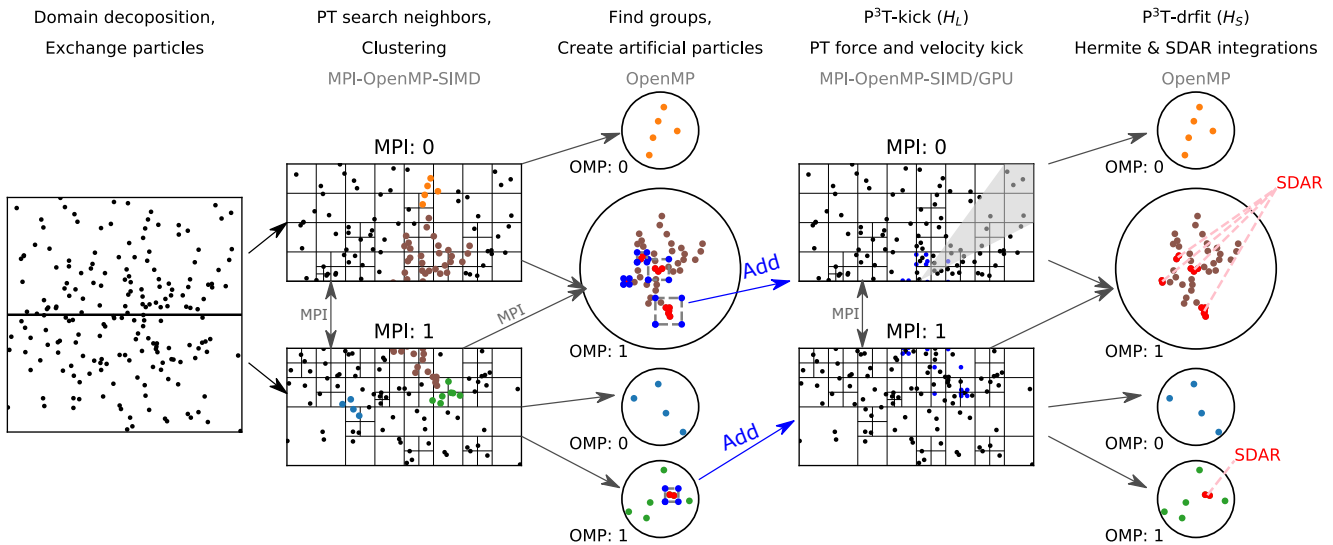 Domain decoposition,
Exchange particles
PT search neighbors,
Clustering
MPI-OpenMP-SIMD
Find groups,
Create artificial particles
OpenMP
P³T-kick (H_L)
PT force and velocity kick
MPI-OpenMP-SIMD/GPU
P³T-drfit (H_S)
Hermite & SDAR integrations
OpenMP
MPI: 0
OMP: 0
MPI: 0
OMP: 0
SDAR
Add
MPI
MPI
MPI
MPI: 1
OMP: 1
MPI: 1
OMP: 1
Add
OMP: 0
OMP: 0
SDAR
OMP: 1
OMP: 1